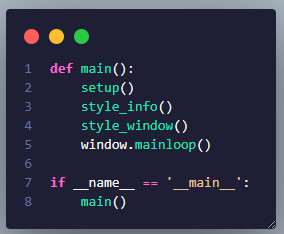 1 def main():
2     setup()
3     style_info()
4     style_window()
5     window.mainloop()
6
7 if __name__ == '__main__':
8     main()